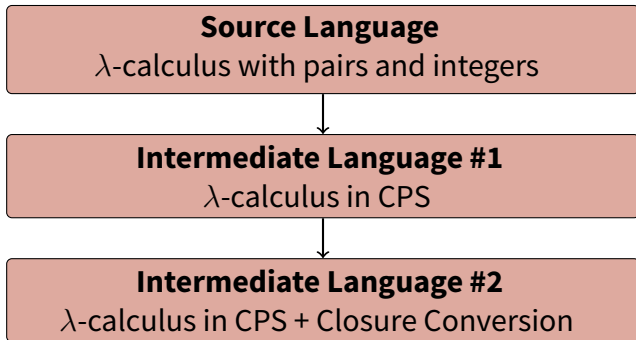 Source Language
λ-calculus with pairs and integers
Intermediate Language #1
λ-calculus in CPS
Intermediate Language #2
λ-calculus in CPS + Closure Conversion